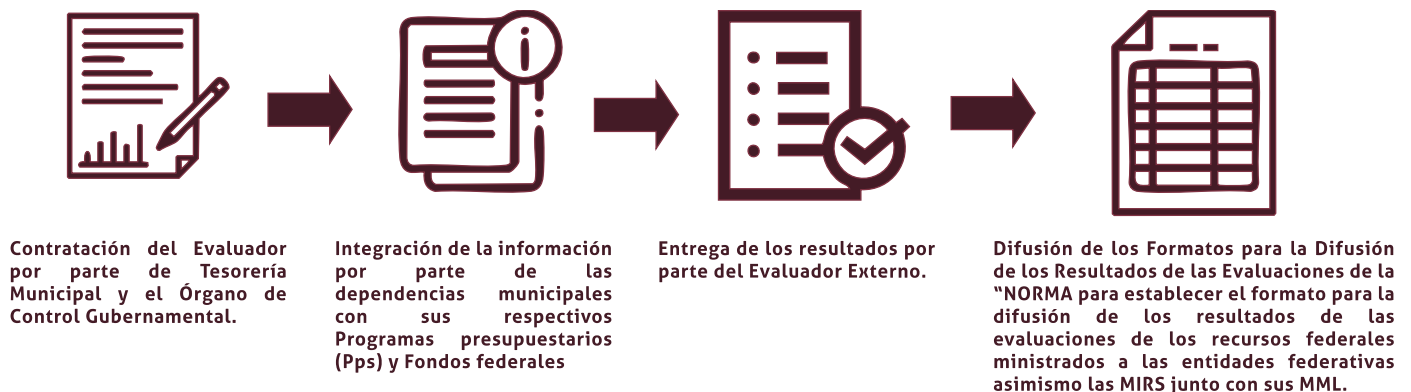 Contratación del Evaluador
por parte de Tesorería
Municipal y el Órgano de
Control Gubernamental.
Integración de la información
por parte de las
dependencias municipales
con sus respectivos
Programas presupuestarios
(Pps) y Fondos federales
Entrega de los resultados por
parte del Evaluador Externo.
Difusión de los Formatos para la Difusión
de los Resultados de las Evaluaciones de la
“NORMA para establecer el formato para la
difusión de los resultados de las
evaluaciones de los recursos federales
ministrados a las entidades federativas
asimismo las MIRS junto con sus MML.